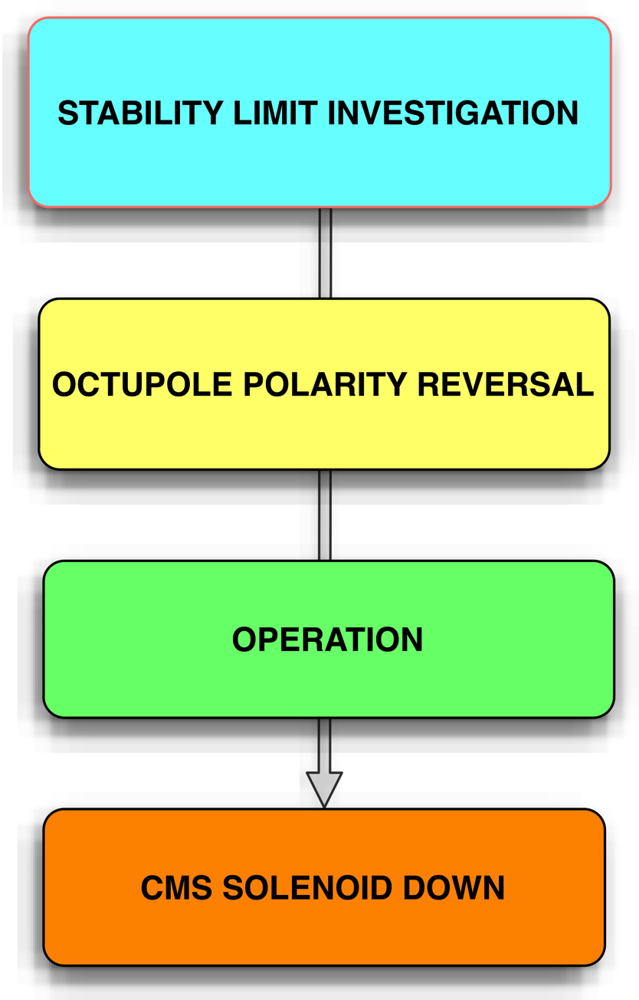 STABILITY LIMIT INVESTIGATION
OCTUPOLE POLARITY REVERSAL
OPERATION
CMS SOLENOID DOWN